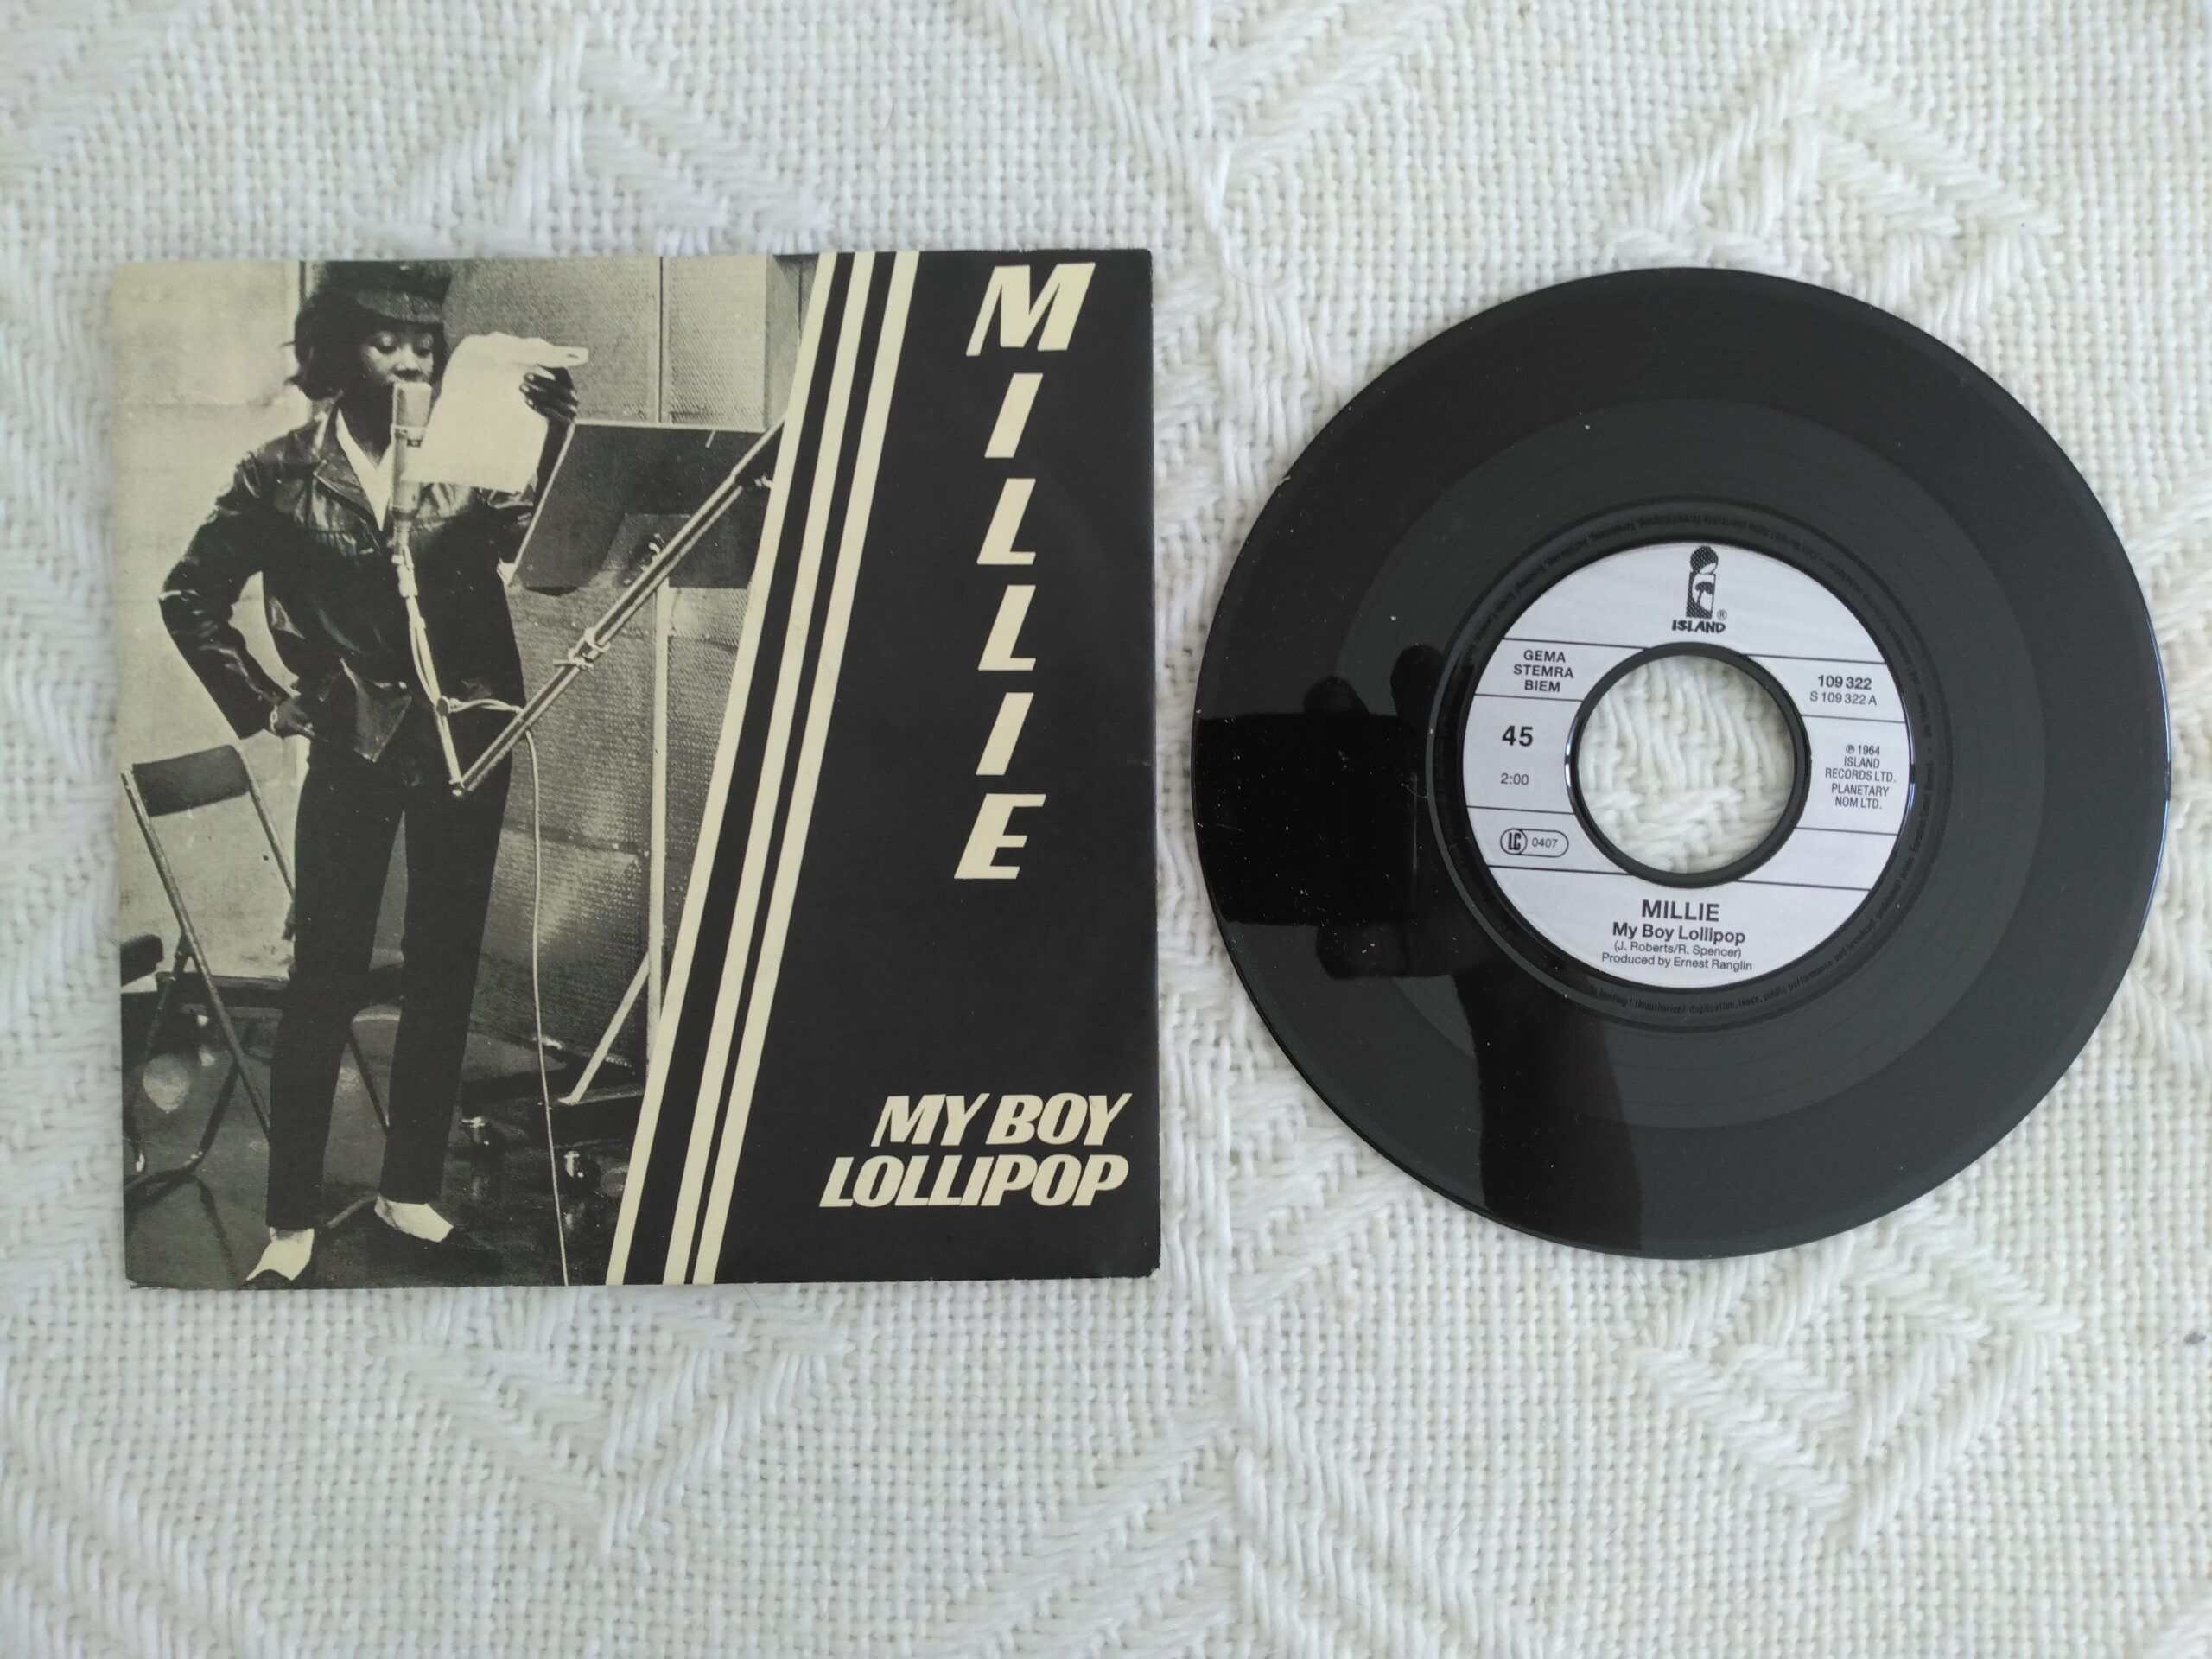 MILLIE
MY BOY
LOLLIPOP
ISLAND
GEMA
STEMRA
BIEM
109 322
S 109 322 A
45
2:00
℗ 1964
ISLAND
RECORDS LTD.
PLANETARY
NOM LTD.
LC 0407
MILLIE
My Boy Lollipop
(J. Roberts/R. Spencer)
Produced by Ernest Ranglin